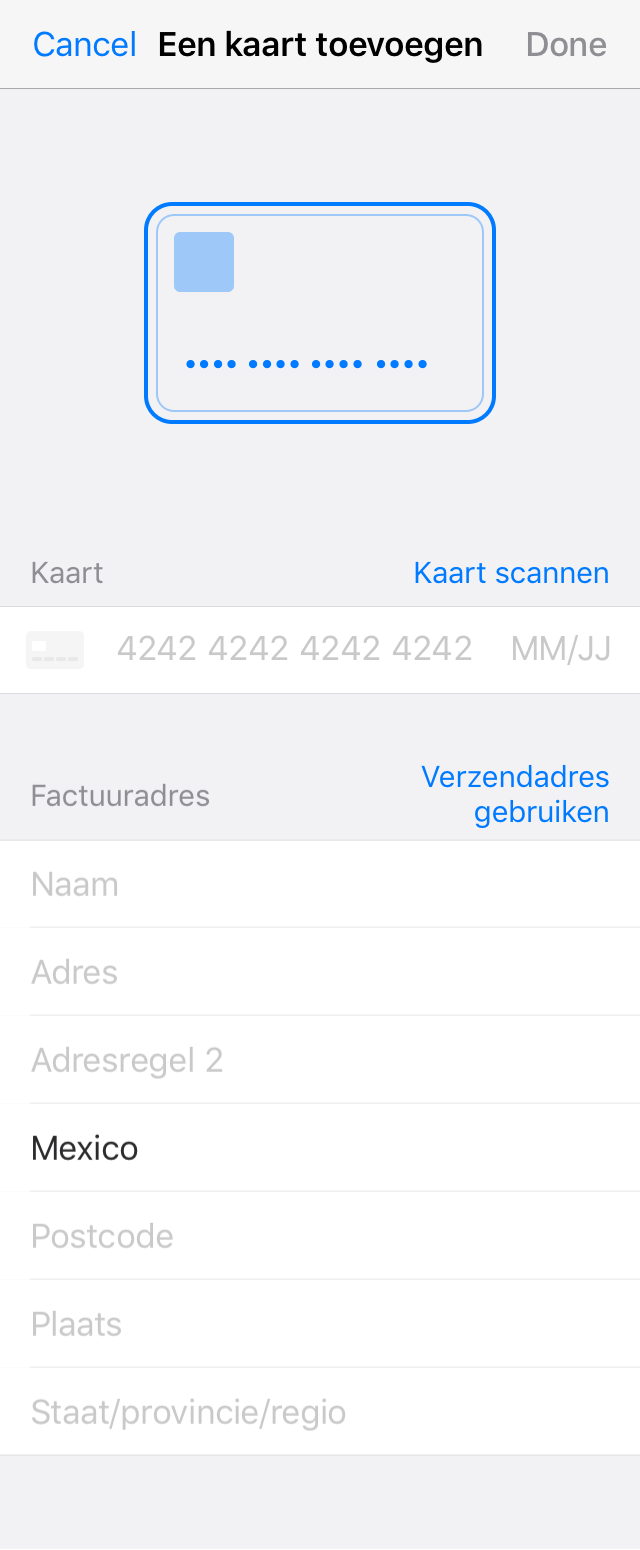 Cancel Een kaart toevoegen Done
•••• •••• •••• ••••
Kaart Kaart scannen
4242 4242 4242 4242 MM/JJ
Factuuradres Verzendadres
gebruiken
Naam
Adres
Adresregel 2
Mexico
Postcode
Plaats
Staat/provincie/regio